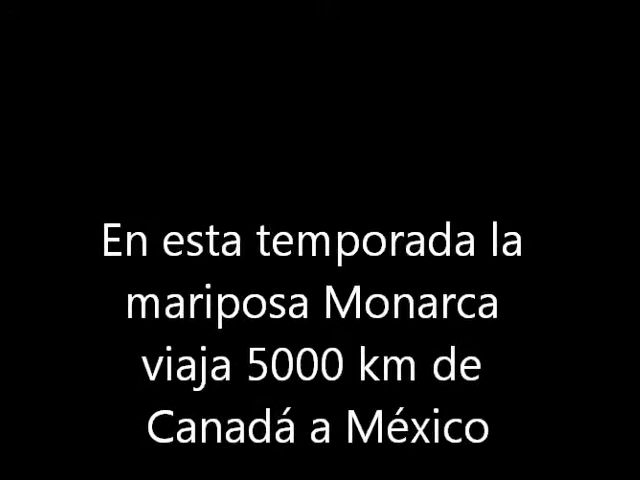 En esta temporada la
mariposa Monarca
viaja 5000 km de
Canadá a México